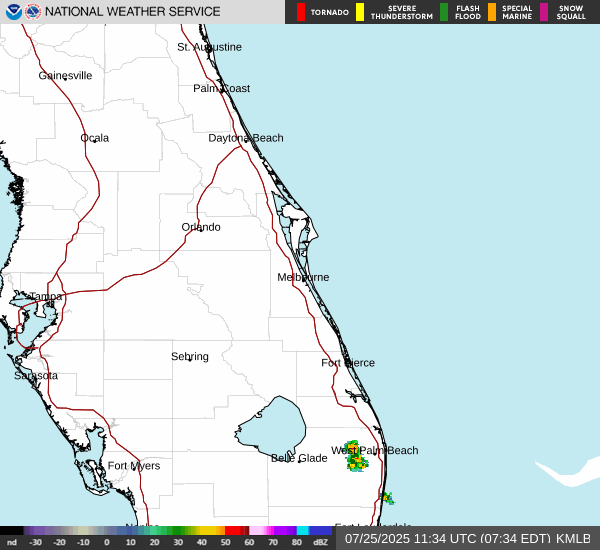 NATIONAL WEATHER SERVICE
TORNADO
SEVERE THUNDERSTORM
FLASH FLOOD
SPECIAL MARINE
SNOW SQUALL
St. Augustine
Gainesville
Palm Coast
Ocala
Daytona Beach
Orlando
Melbourne
Tampa
Sebring
Fort Pierce
Sarasota
West Palm Beach
Belle Glade
Fort Myers
nd -30 -20 -10 0 10 20 30 40 50 60 70 80 dBZ
07/25/2025 11:34 UTC (07:34 EDT) KMLB